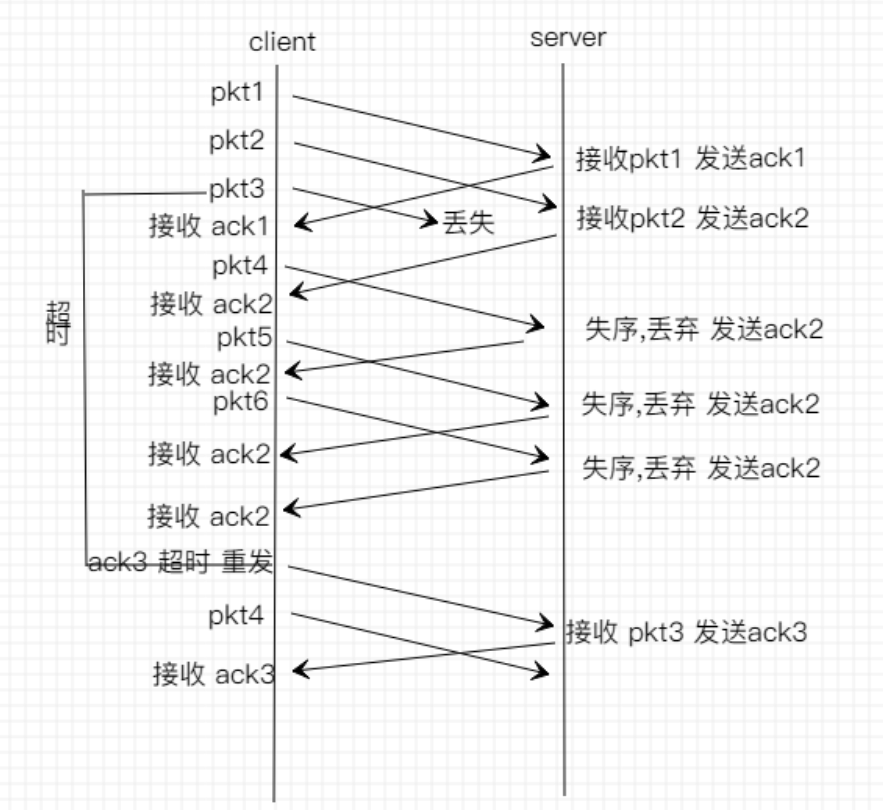 client
server
pkt1
pkt2
接收pkt1 发送ack1
pkt3
接收pkt2 发送ack2
接收 ack1
丢失
pkt4
接收 ack2
超时
失序,丢弃 发送ack2
pkt5
接收 ack2
pkt6
失序,丢弃 发送ack2
接收 ack2
失序,丢弃 发送ack2
接收 ack2
ack3 超时 重发
pkt4
接收 pkt3 发送ack3
接收 ack3